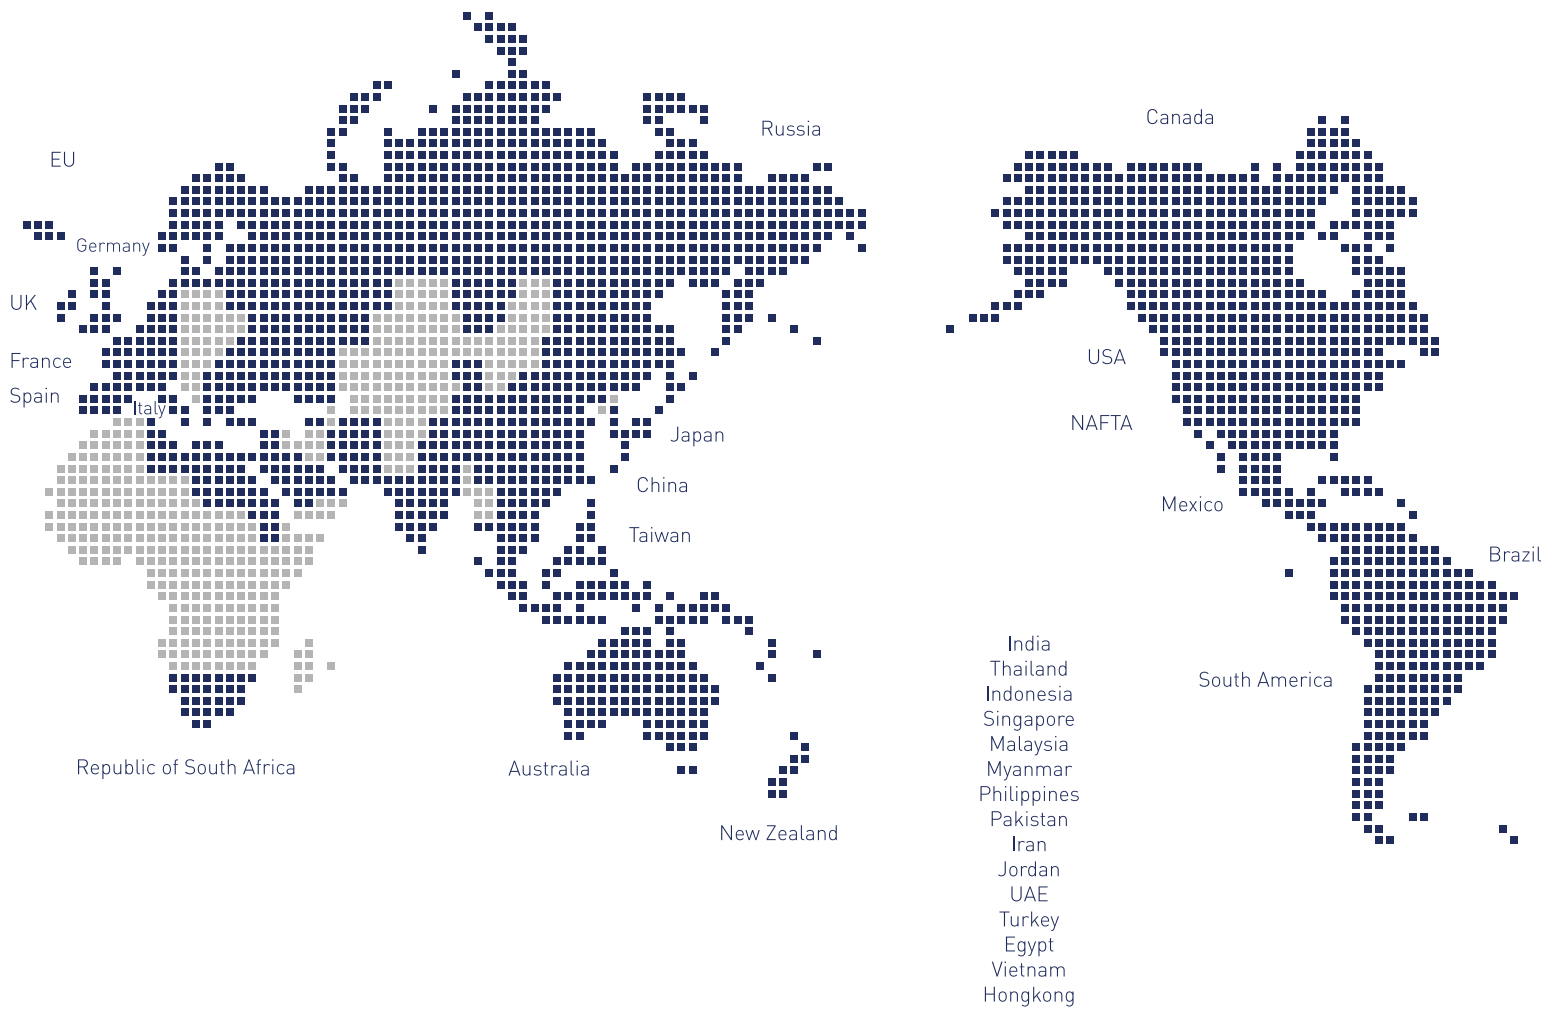 Canada
Russia
EU
Germany
UK
USA
France
Spain
Italy
NAFTA
Japan
China
Mexico
Taiwan
Brazil
India
Thailand
South America
Indonesia
Singapore
Malaysia
Republic of South Africa
Australia
Myanmar
Philippines
Pakistan
New Zealand
Iran
Jordan
UAE
Turkey
Egypt
Vietnam
Hongkong